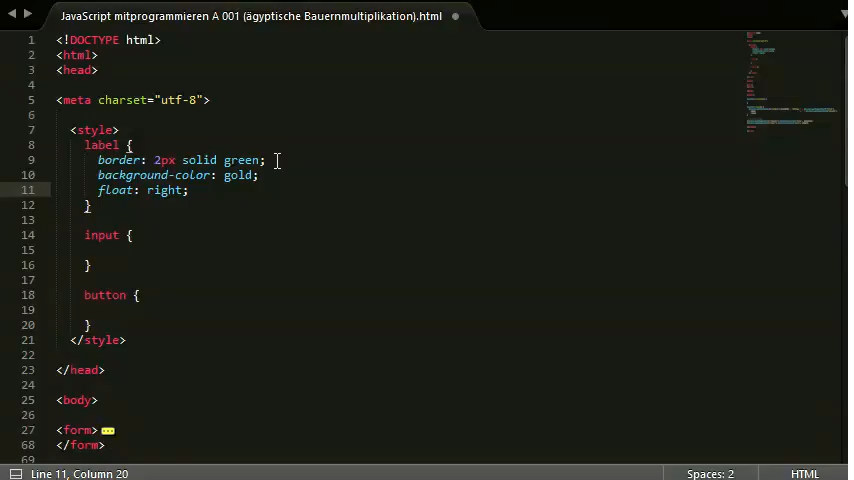 JavaScript mitprogrammieren A 001 (ägyptische Bauernmultiplikation).html
1 <!DOCTYPE html>
2 <html>
3 <head>
4
5 <meta charset="utf-8">
6
7 <style>
8 label {
9 border: 2px solid green;
10 background-color: gold;
11 float: right;
12 }
13
14 input {
15
16 }
17
18 button {
19
20 }
21 </style>
22
23 </head>
24
25 <body>
26
27 <form>
68 </form>
69
Line 11, Column 20 Spaces: 2 HTML